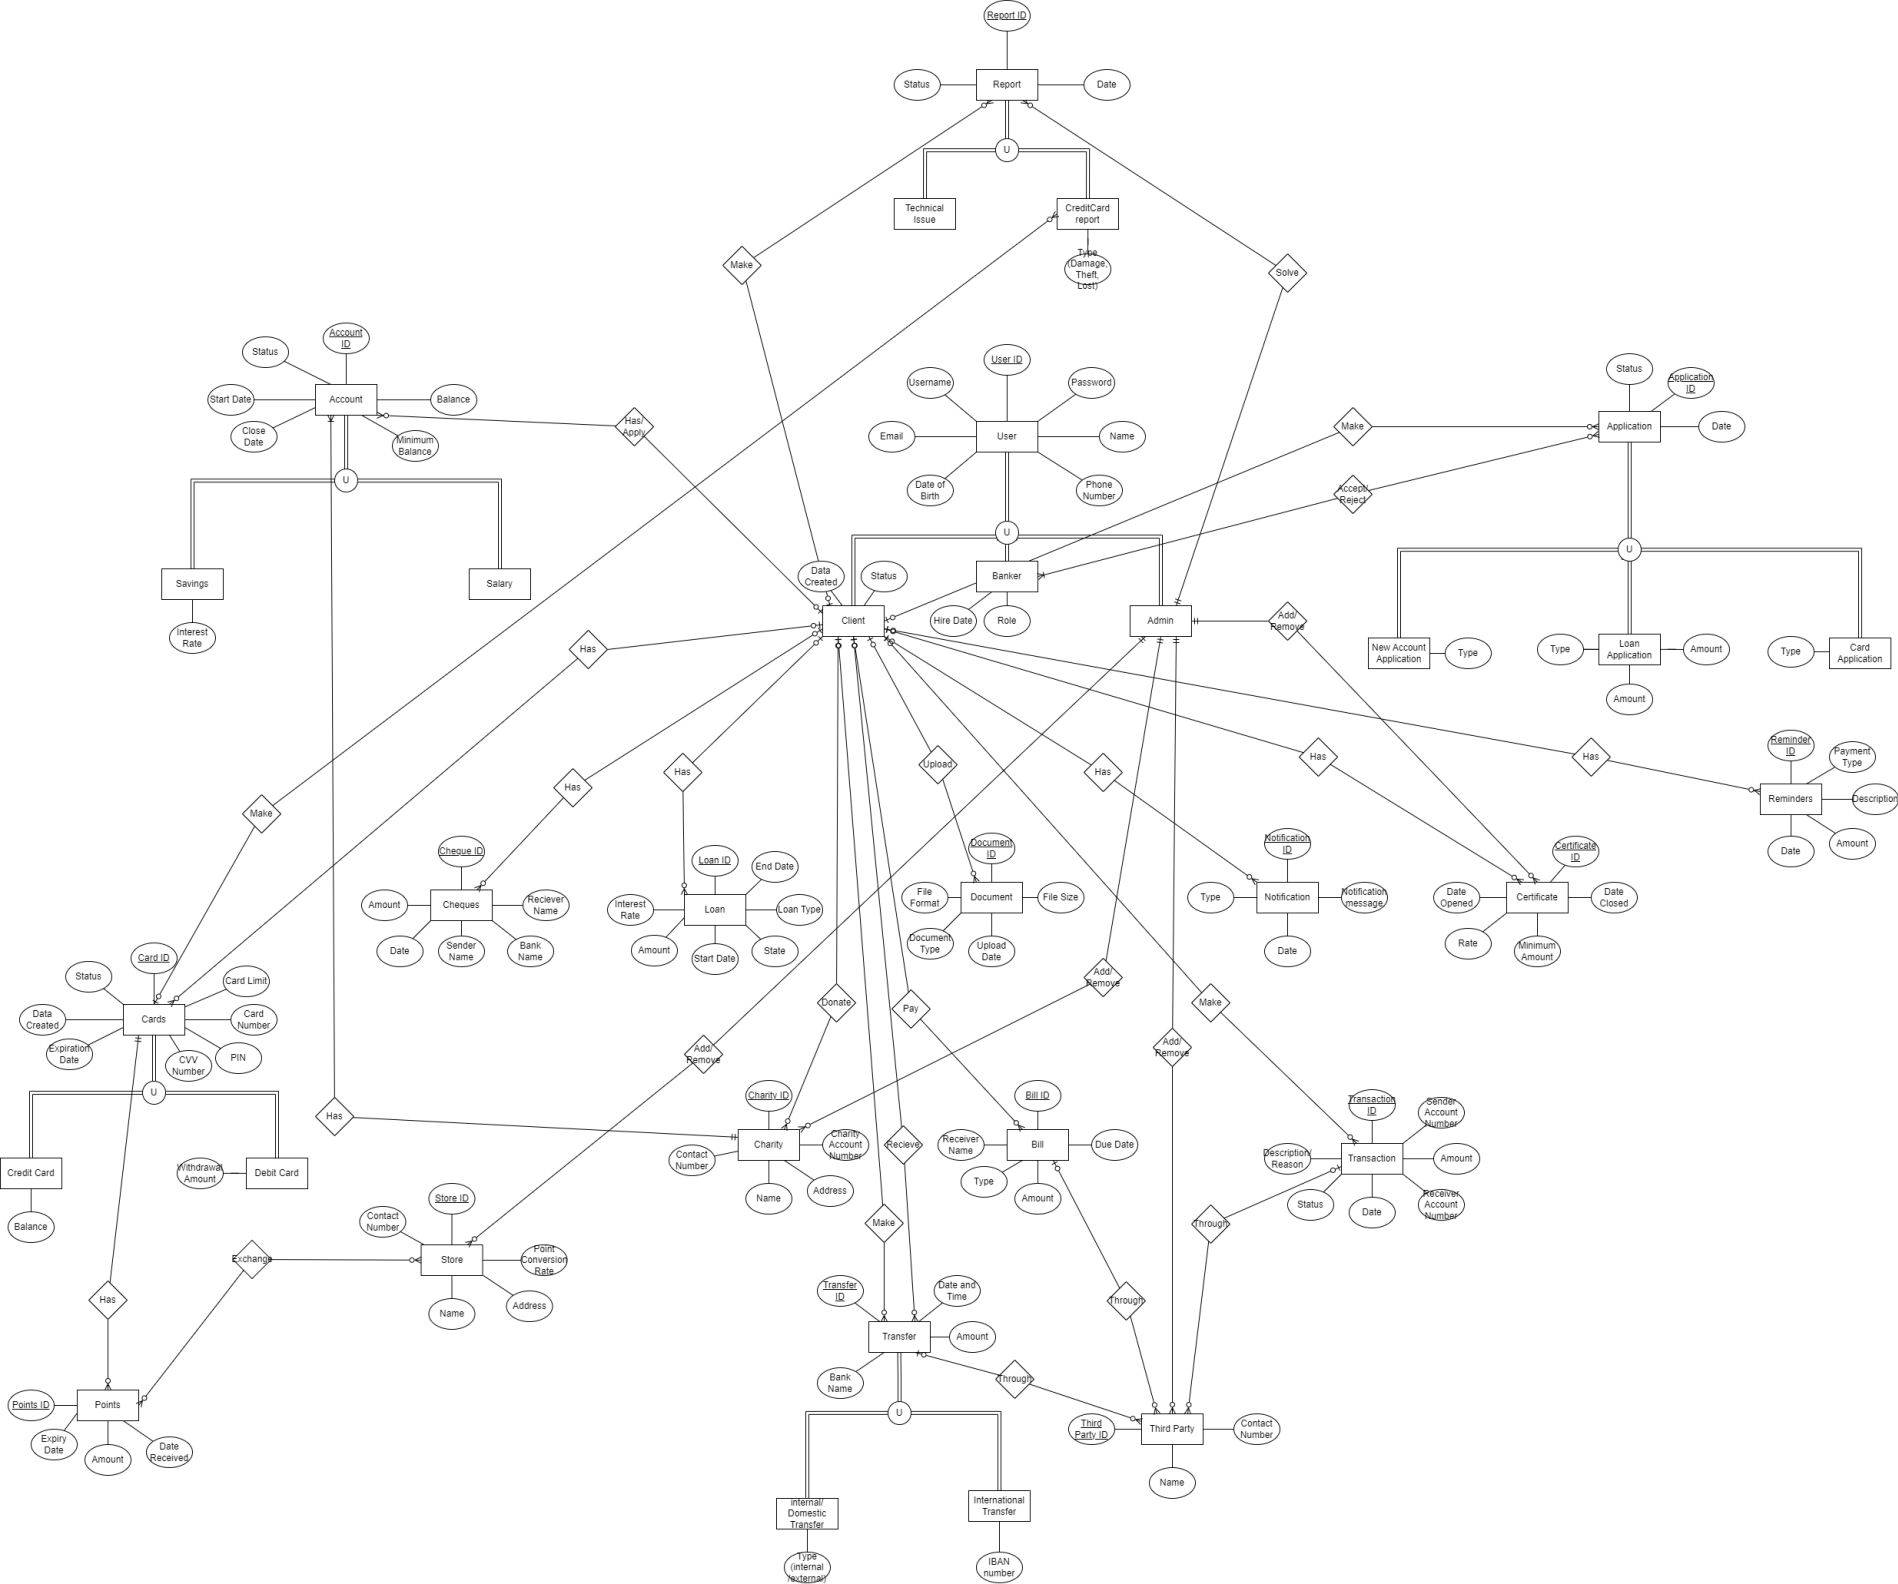 Report ID
Status
Report
Date
U
Technical
Issue
CreditCard
report
Type
(Damage,
Theft,
Lost)
Make
Solve
Account
ID
Status
Start Date
Account
Balance
Close
Date
Minimum
Balance
Has/
Apply
U
Savings
Salary
Interest
Rate
User ID
Username
Password
Email
User
Name
Date of
Birth
Phone
Number
U
Data
Created
Status
Banker
Client
Hire Date
Role
Admin
Make
Accept/
Reject
Status
Application
ID
Application
Date
U
New Account
Application
Type
Type
Loan
Application
Amount
Amount
Type
Card
Application
Add/
Remove
Has
Has
Has
Upload
Has
Has
Has
Make
Reminder
ID
Payment
Type
Reminders
Description
Date
Amount
Cheque ID
Amount
Cheques
Reciever
Name
Date
Sender
Name
Bank
Name
Loan ID
End Date
Interest
Rate
Loan
Loan Type
Amount
Start Date
State
Document
ID
File
Format
Document
File Size
Document
Type
Upload
Date
Notification
ID
Type
Notification
Notification
message
Date
Certificate
ID
Date
Opened
Certificate
Date
Closed
Rate
Minimum
Amount
Card ID
Status
Card Limit
Data
Created
Cards
Card
Number
Expiration
Date
CVV
Number
PIN
U
Credit Card
Withdrawal
Amount
Debit Card
Balance
Donate
Pay
Add/
Remove
Make
Add/
Remove
Add/
Remove
Has
Charity ID
Contact
Number
Charity
Charity
Account
Number
Name
Address
Recieve
Bill ID
Receiver
Name
Bill
Due Date
Type
Amount
Transaction
ID
Sender
Account
Number
Description/
Reason
Transaction
Amount
Status
Date
Receiver
Account
Number
Store ID
Contact
Number
Exchange
Store
Point
Conversion
Rate
Name
Address
Make
Through
Through
Has
Transfer
ID
Date and
Time
Transfer
Amount
Bank
Name
Through
Points ID
Points
Expiry
Date
Amount
Date
Received
U
Third
Party ID
Third Party
Contact
Number
Name
internal/
Domestic
Transfer
International
Transfer
Type
(internal
/external)
IBAN
number